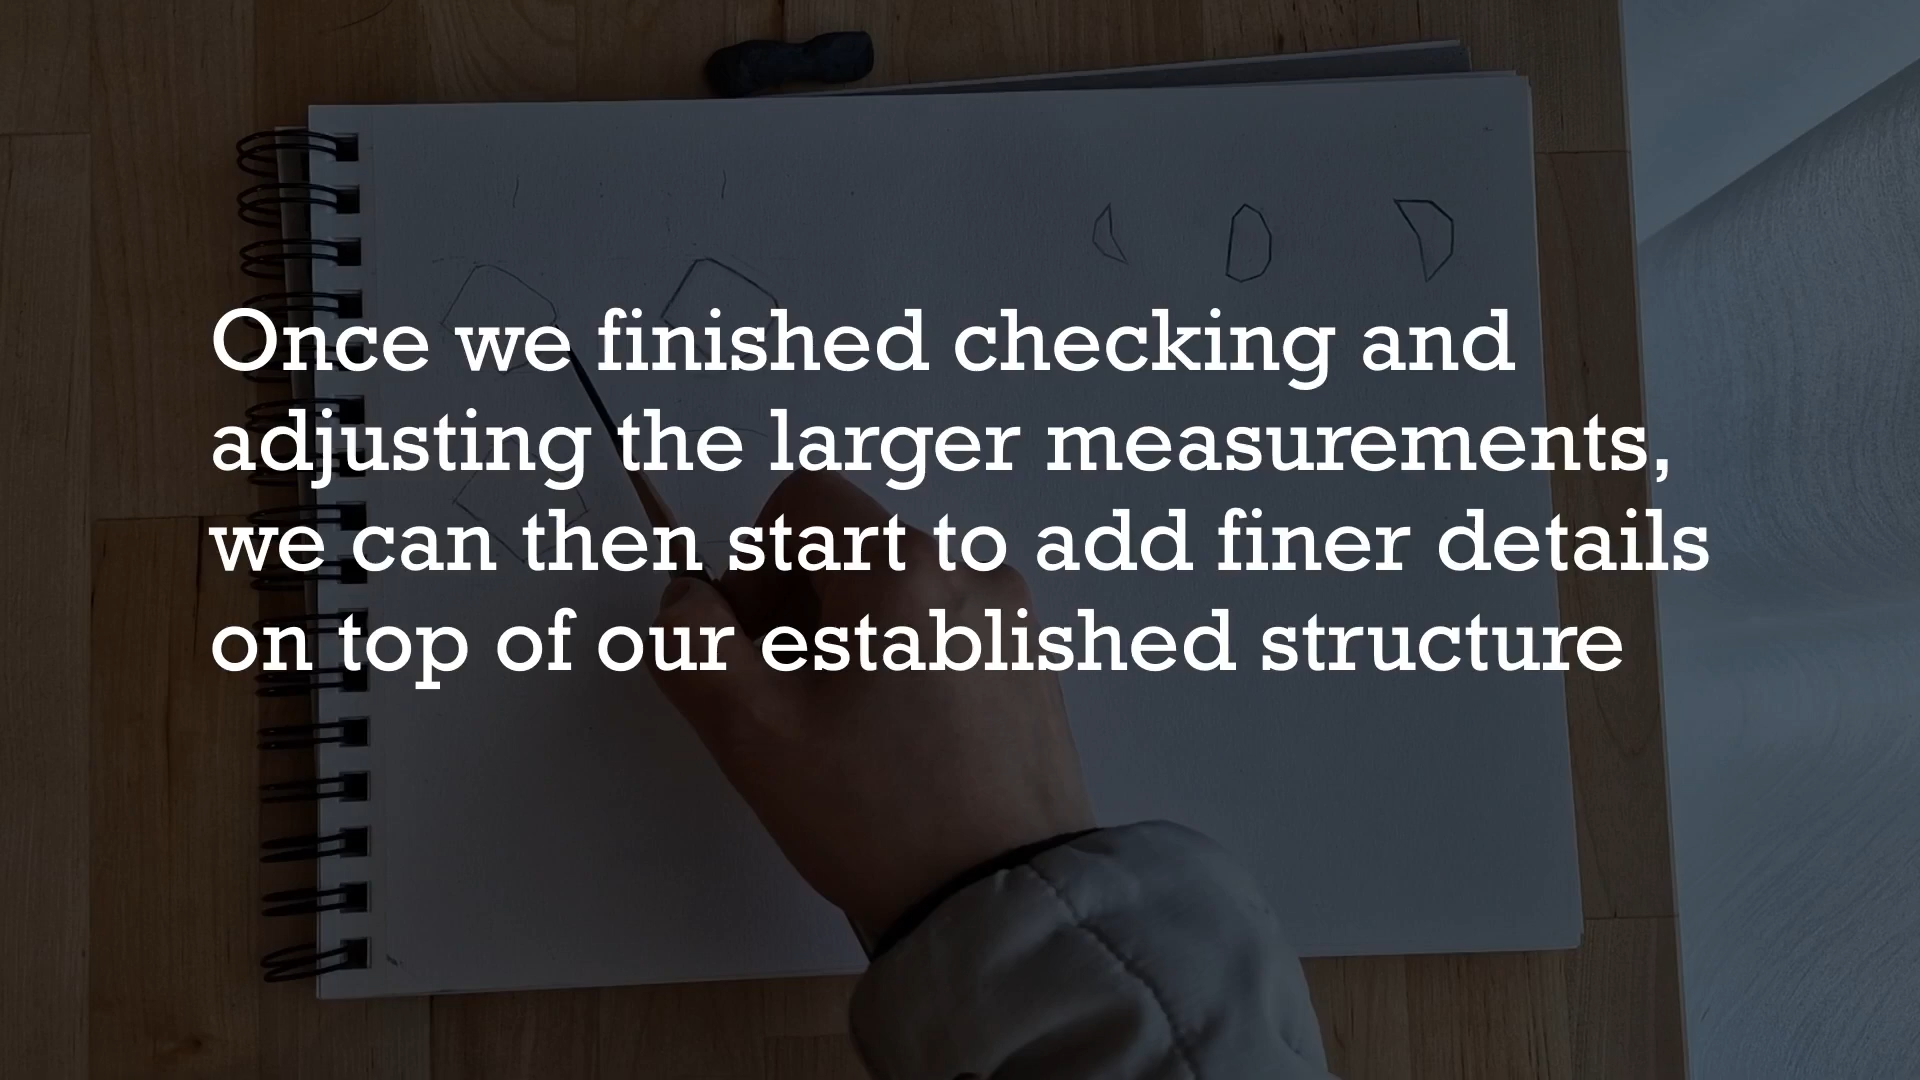 Once we finished checking and
adjusting the larger measurements,
we can then start to add finer details
on top of our established structure